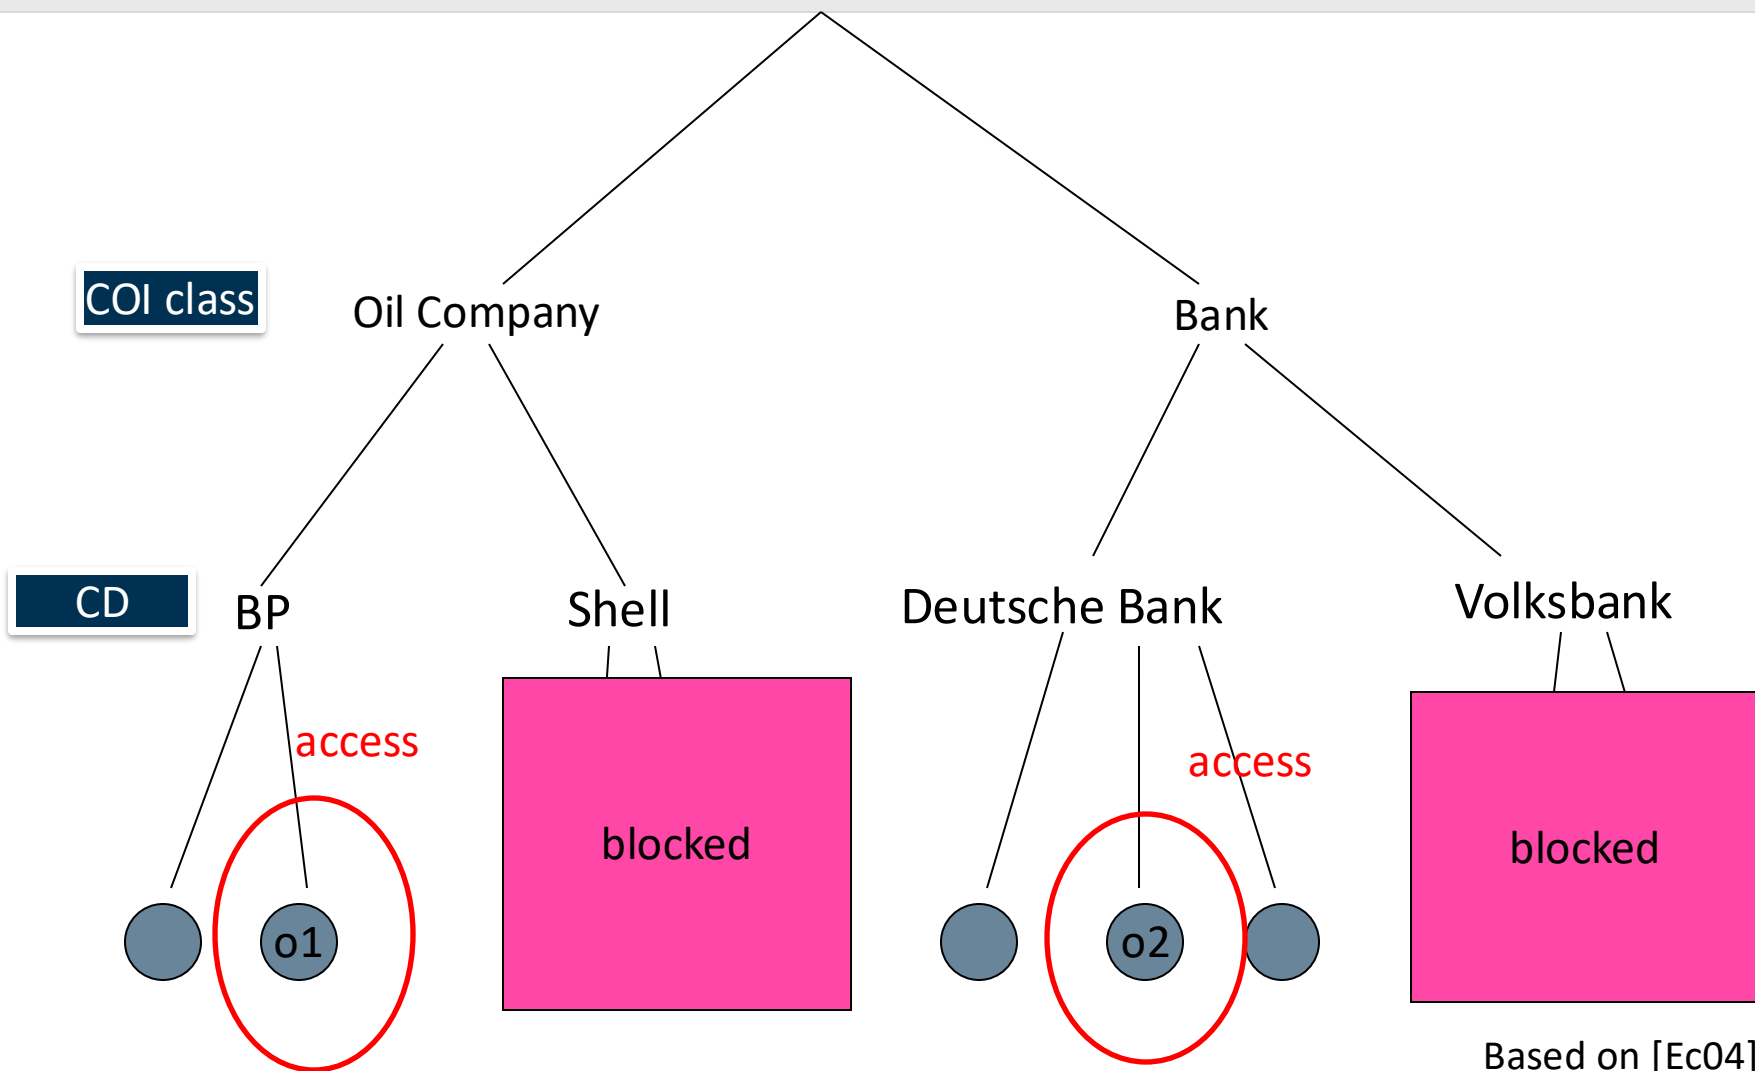 COI class
Oil Company
Bank
CD
BP
Shell
Deutsche Bank
Volksbank
access
access
blocked
blocked
o1
o2
Based on [Ec04]